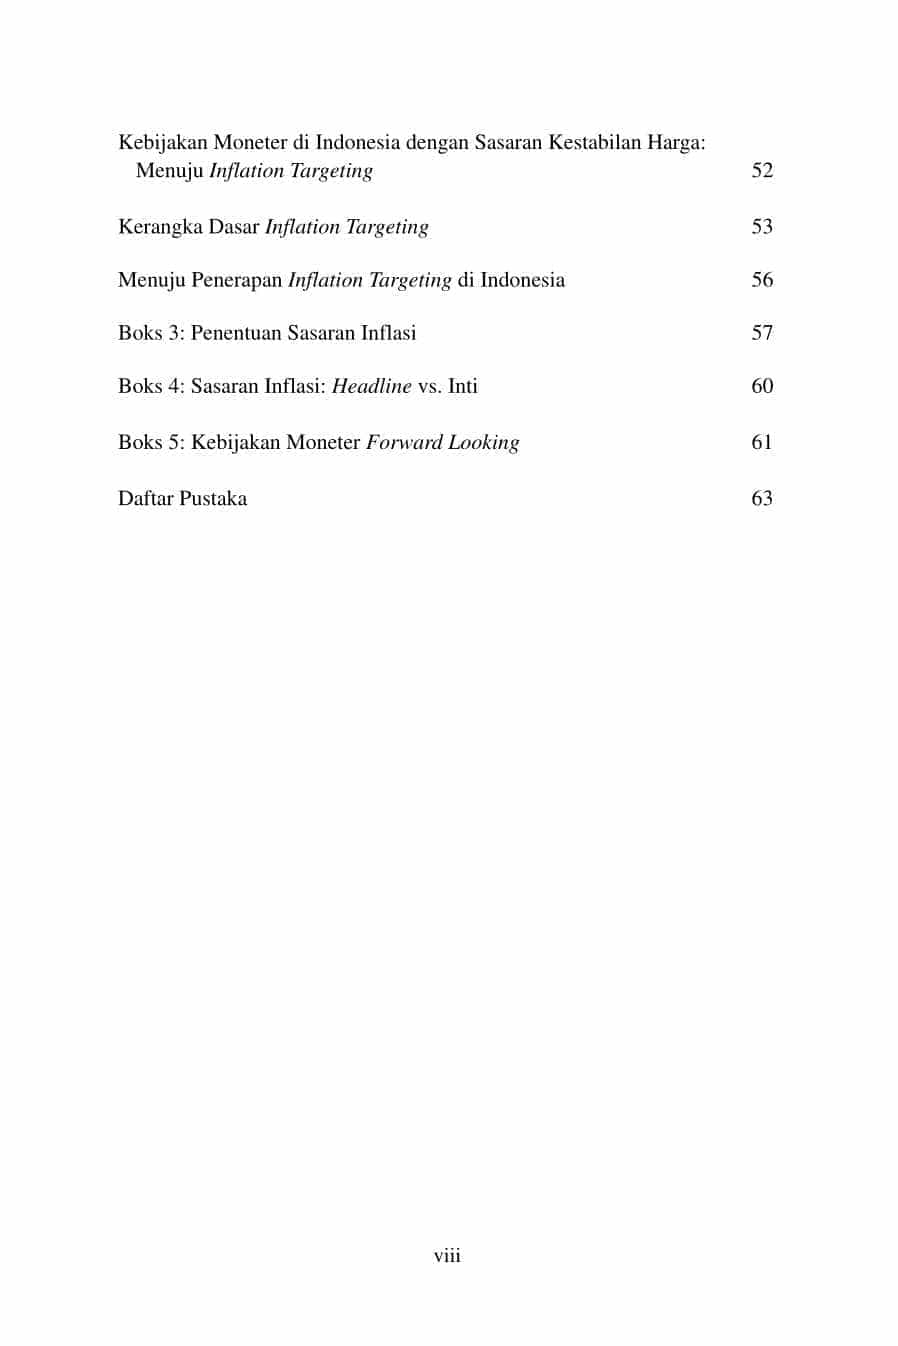 Kebijakan Moneter di Indonesia dengan Sasaran Kestabilan Harga:
Menuju Inflation Targeting 52
Kerangka Dasar Inflation Targeting 53
Menuju Penerapan Inflation Targeting di Indonesia 56
Boks 3: Penentuan Sasaran Inflasi 57
Boks 4: Sasaran Inflasi: Headline vs. Inti 60
Boks 5: Kebijakan Moneter Forward Looking 61
Daftar Pustaka 63
viii